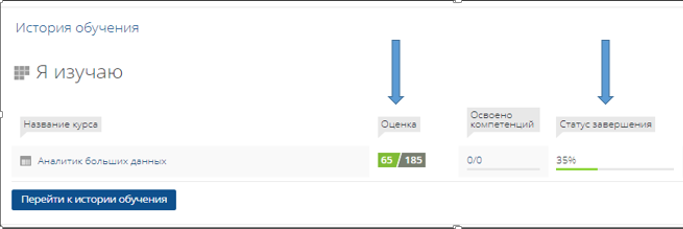 История обучения
Я изучаю
Название курса
Оценка
Освоено
компетенций
Статус завершения
Аналитик больших данных
65 / 185
0/0
35%
Перейти к истории обучения